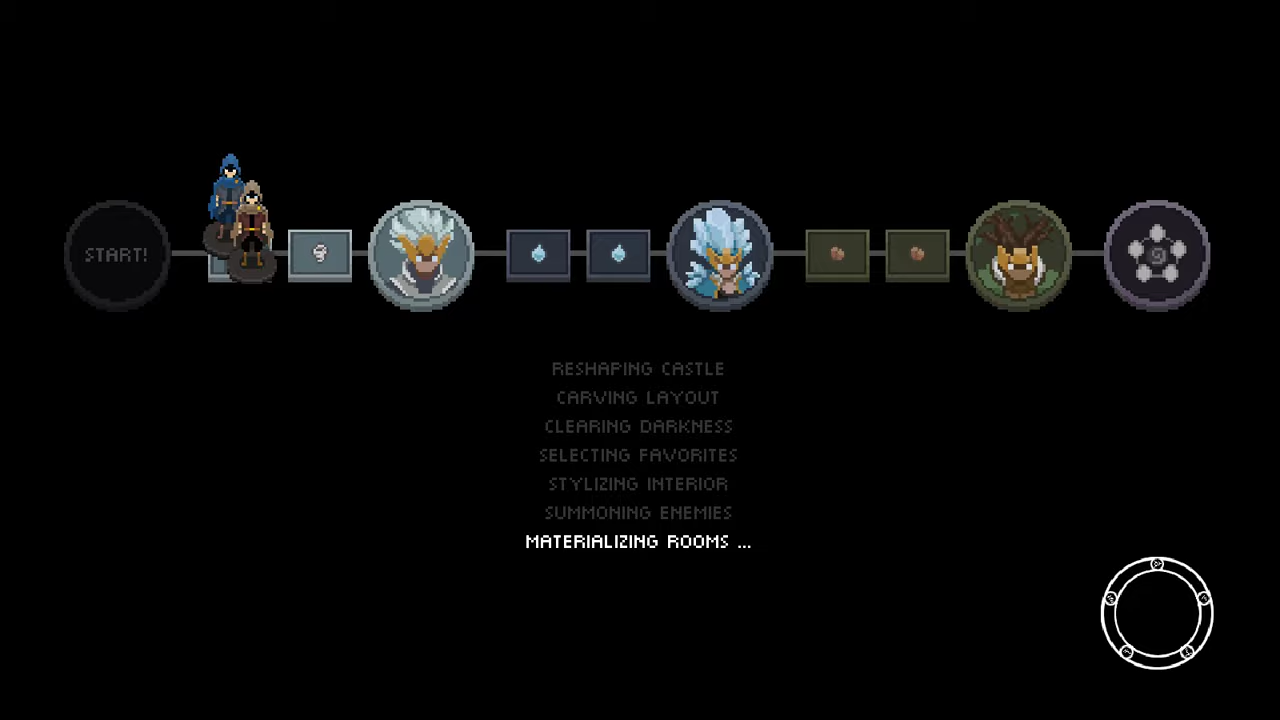 START!
RESHAPING CASTLE
CARVING LAYOUT
CLEARING DARKNESS
SELECTING FAVORITES
STYLIZING INTERIOR
SUMMONING ENEMIES
MATERIALIZING ROOMS ...